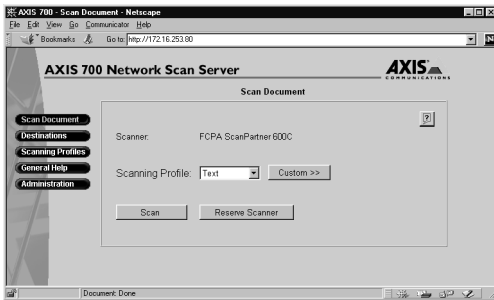 AXIS 700 - Scan Document - Netscape
File Edit View Go Communicator Help
Bookmarks Go to: http://172.16.253.80 N
AXIS 700 Network Scan Server
AXIS
COMMUNICATIONS
Scan Document
Scan Document
Destinations
Scanning Profiles
General Help
Administration
?
Scanner: FCPA ScanPartner 600C
Scanning Profile: Text Custom >>
Scan Reserve Scanner
Document: Done